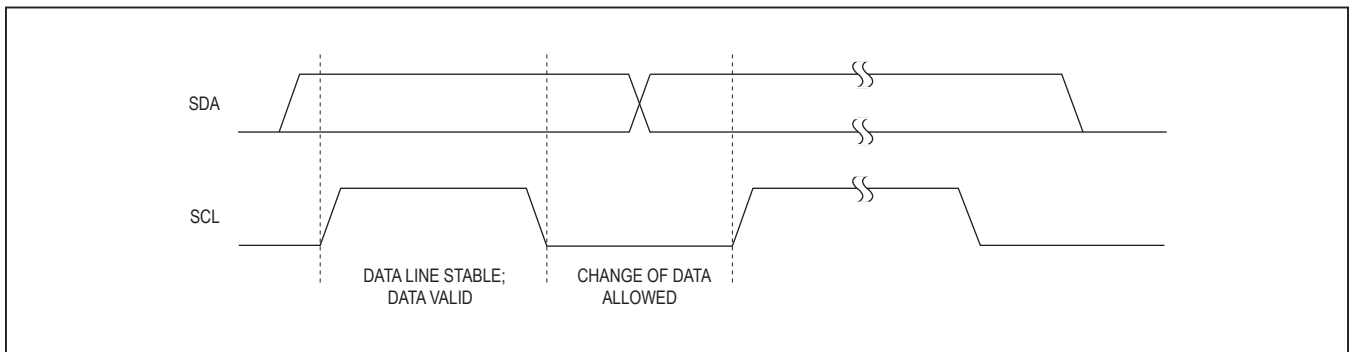 SDA
SCL
DATA LINE STABLE;
DATA VALID
CHANGE OF DATA
ALLOWED